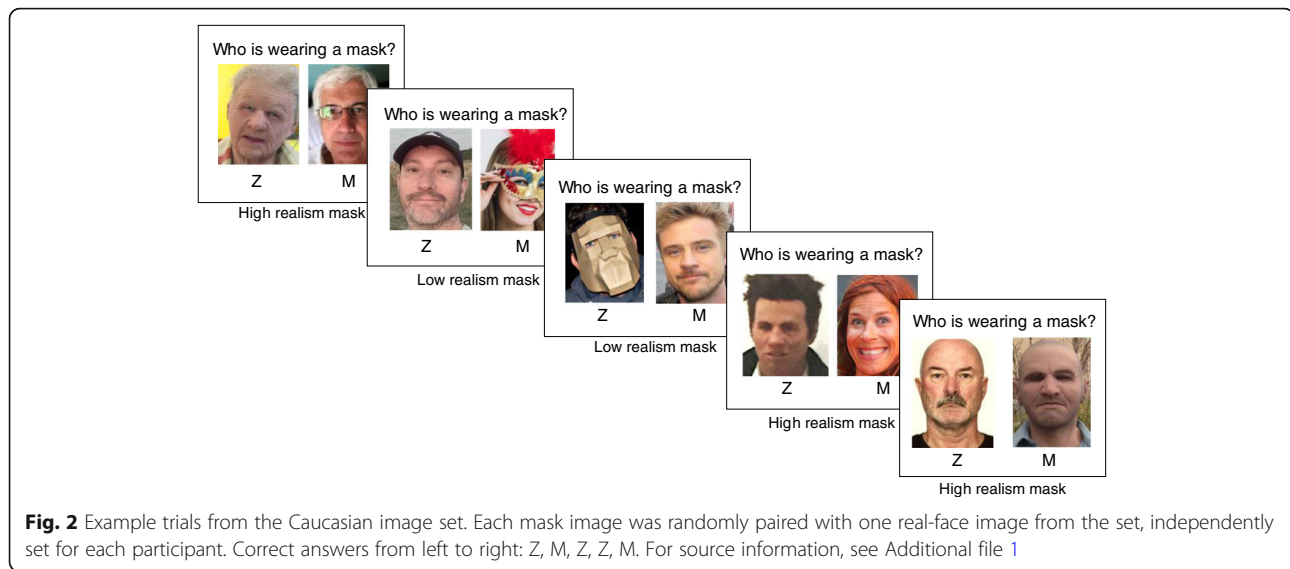 Who is wearing a mask?
Z M
High realism mask
Who is wearing a mask?
Z M
Low realism mask
Who is wearing a mask?
Z M
Low realism mask
Who is wearing a mask?
Z M
High realism mask
Who is wearing a mask?
Z M
High realism mask
Fig. 2 Example trials from the Caucasian image set. Each mask image was randomly paired with one real-face image from the set, independently
set for each participant. Correct answers from left to right: Z, M, Z, Z, M. For source information, see Additional file 1